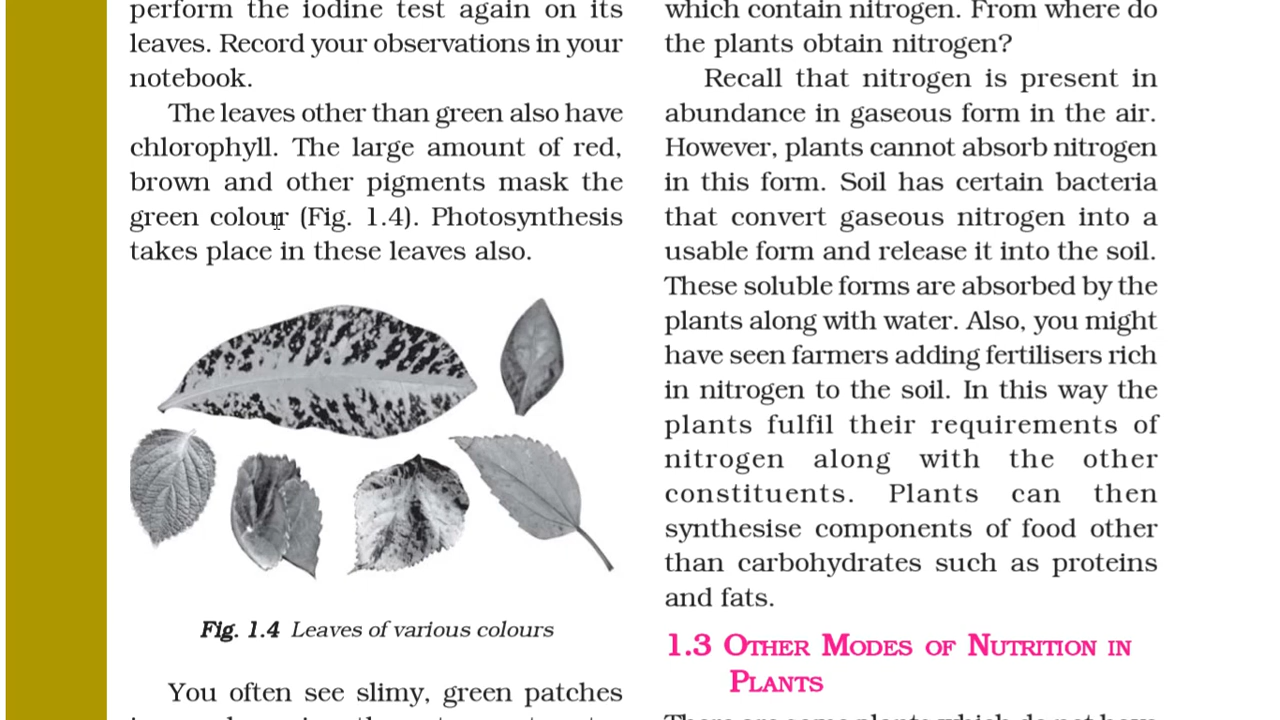 perform the iodine test again on its
leaves. Record your observations in your
notebook.
The leaves other than green also have
chlorophyll. The large amount of red,
brown and other pigments mask the
green colour (Fig. 1.4). Photosynthesis
takes place in these leaves also.
Fig. 1.4 Leaves of various colours
You often see slimy, green patches
which contain nitrogen. From where do
the plants obtain nitrogen?
Recall that nitrogen is present in
abundance in gaseous form in the air.
However, plants cannot absorb nitrogen
in this form. Soil has certain bacteria
that convert gaseous nitrogen into a
usable form and release it into the soil.
These soluble forms are absorbed by the
plants along with water. Also, you might
have seen farmers adding fertilisers rich
in nitrogen to the soil. In this way the
plants fulfil their requirements of
nitrogen along with the other
constituents. Plants can then
synthesise components of food other
than carbohydrates such as proteins
and fats.
1.3 OTHER MODES OF NUTRITION IN
PLANTS
There are some plants which do not have